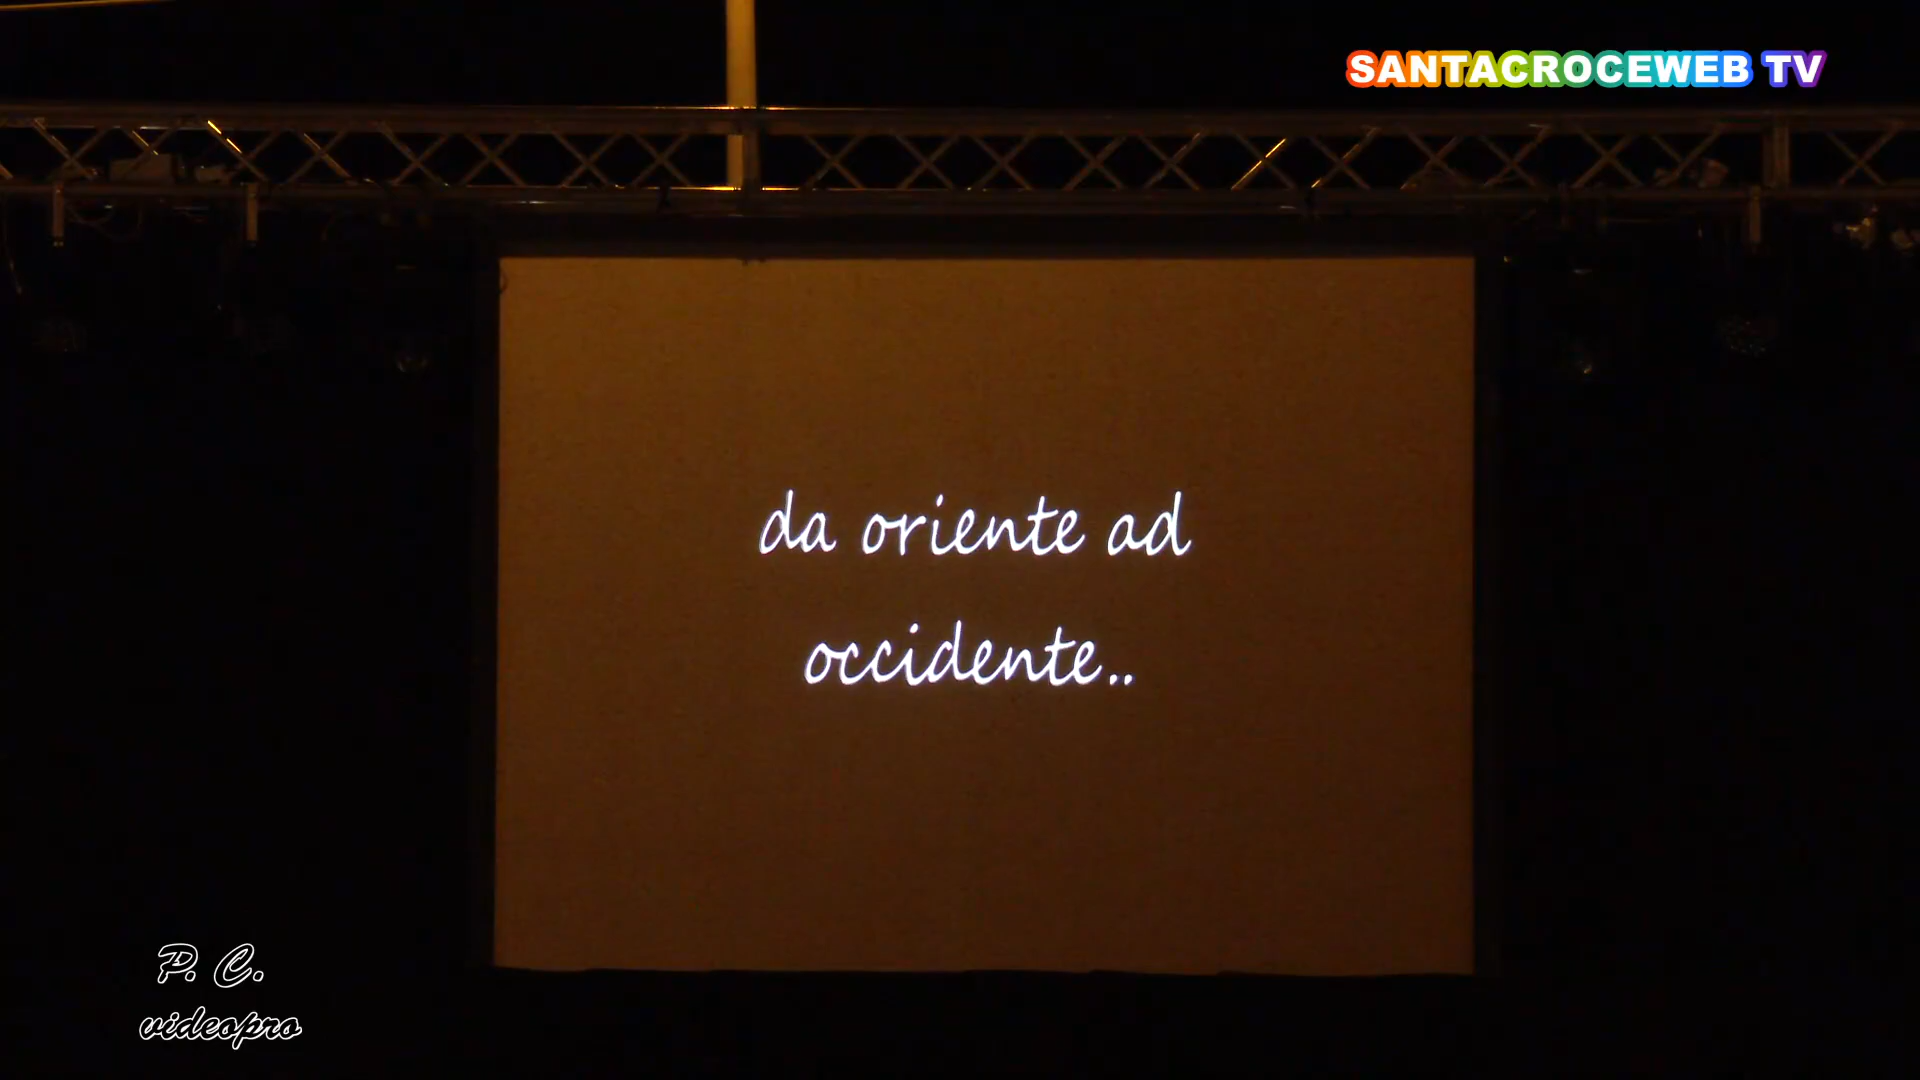 SANTACROCEWEB TV
da oriente ad
occidente..
P. C.
videopro